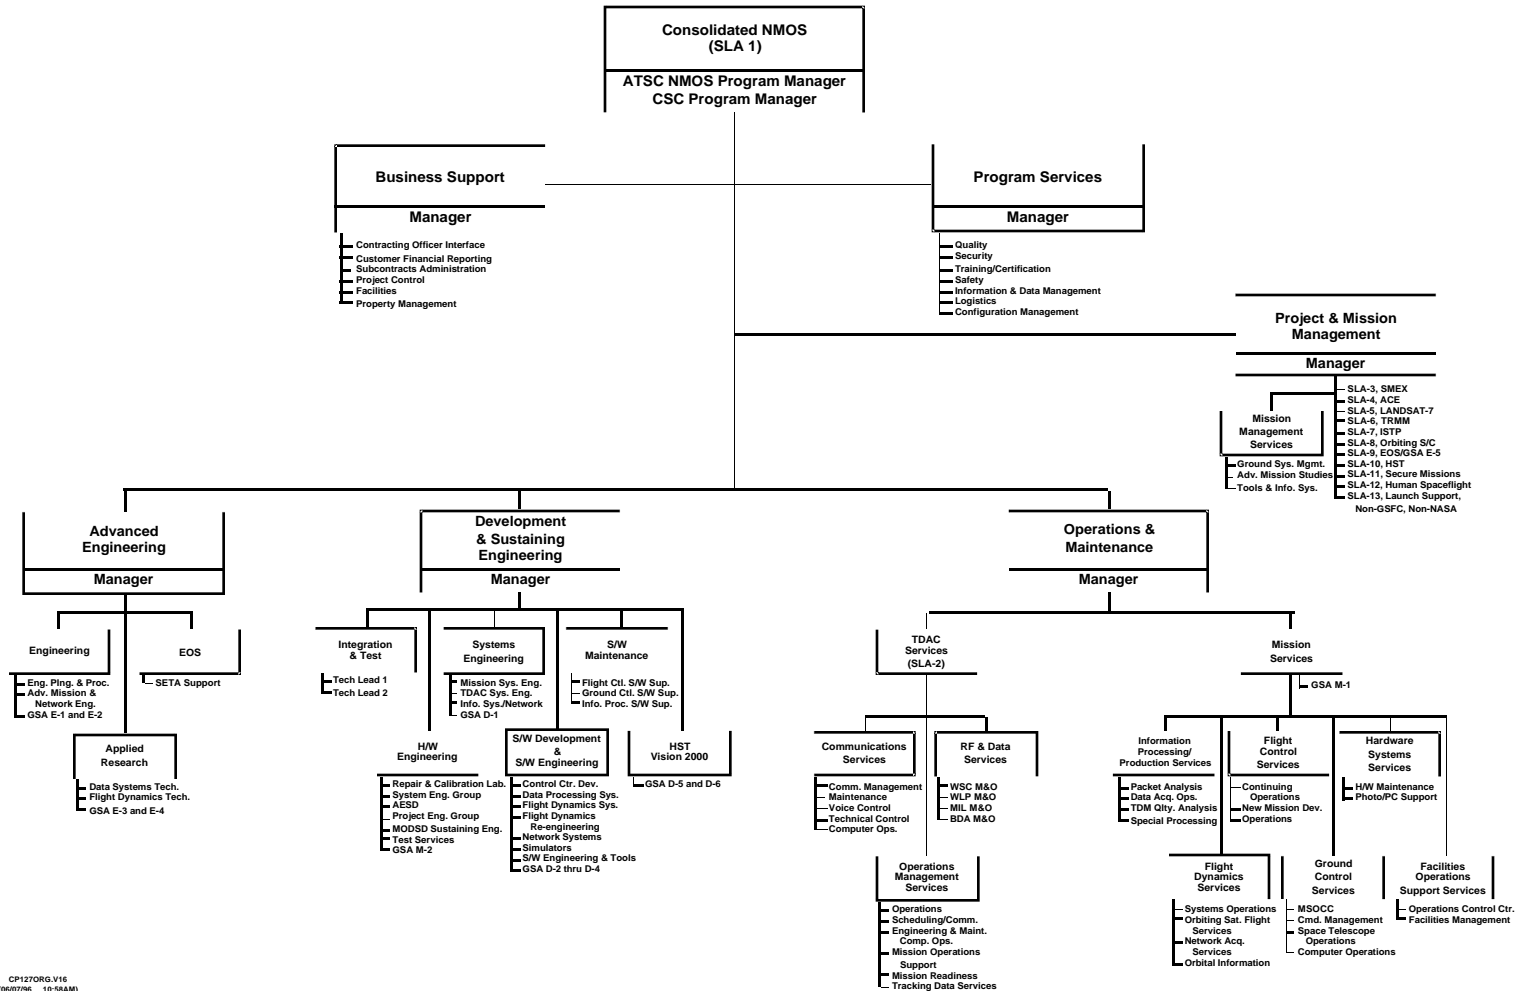 Consolidated NMOS
(SLA 1)
ATSC NMOS Program Manager
CSC Program Manager
Business Support
Manager
Contracting Officer Interface
Customer Financial Reporting
Subcontracts Administration
Project Control
Facilities
Property Management
Program Services
Manager
Quality
Security
Training/Certification
Safety
Information & Data Management
Logistics
Configuration Management
Project & Mission
Management
Manager
SLA-3, SMEX
SLA-4, ACE
SLA-5, LANDSAT-7
SLA-6, TRMM
SLA-7, ISTP
SLA-8, Orbiting S/C
SLA-9, EOS/GSA E-5
SLA-10, HST
SLA-11, Secure Missions
SLA-12, Human Spaceflight
SLA-13, Launch Support,
Non-GSFC, Non-NASA
Mission
Management
Services
Ground Sys. Mgmt.
Adv. Mission Studies
Tools & Info. Sys.
Advanced
Engineering
Manager
Engineering
Eng. Plng. & Proc.
Adv. Mission &
Network Eng.
GSA E-1 and E-2
EOS
SETA Support
Applied
Research
Data Systems Tech.
Flight Dynamics Tech.
GSA E-3 and E-4
Development
& Sustaining
Engineering
Manager
Integration
& Test
Tech Lead 1
Tech Lead 2
Systems
Engineering
Mission Sys. Eng.
TDAC Sys. Eng.
Info. Sys./Network
GSA D-1
S/W
Maintenance
Flight Ctl. S/W Sup.
Ground Ctl. S/W Sup.
Info. Proc. S/W Sup.
H/W
Engineering
Repair & Calibration Lab.
System Eng. Group
AESD
Project Eng. Group
MODSD Sustaining Eng.
Test Services
GSA M-2
S/W Development
&
S/W Engineering
Control Ctr. Dev.
Data Processing Sys.
Flight Dynamics Sys.
Flight Dynamics
Re-engineering
Network Systems
Simulators
S/W Engineering & Tools
GSA D-2 thru D-4
HST
Vision 2000
GSA D-5 and D-6
Operations &
Maintenance
Manager
TDAC
Services
(SLA-2)
Communications
Services
Comm. Management
Maintenance
Voice Control
Technical Control
Computer Ops.
RF & Data
Services
WSC M&O
WLP M&O
MIL M&O
BDA M&O
Operations
Management
Services
Operations
Scheduling/Comm.
Engineering & Maint.
Comp. Ops.
Mission Operations
Support
Mission Readiness
Tracking Data Services
Mission
Services
GSA M-1
Information
Processing/
Production Services
Packet Analysis
Data Acq. Ops.
TDM Qlty. Analysis
Special Processing
Flight
Control
Services
Continuing
Operations
New Mission Dev.
Operations
Hardware
Systems
Services
H/W Maintenance
Photo/PC Support
Flight
Dynamics
Services
Systems Operations
Orbiting Sat. Flight
Services
Network Acq.
Services
Orbital Information
Ground
Control
Services
MSOCC
Cmd. Management
Space Telescope
Operations
Computer Operations
Facilities
Operations
Support Services
Operations Control Ctr.
Facilities Management
CP127ORG.V16
(06/07/96 10:58AM)